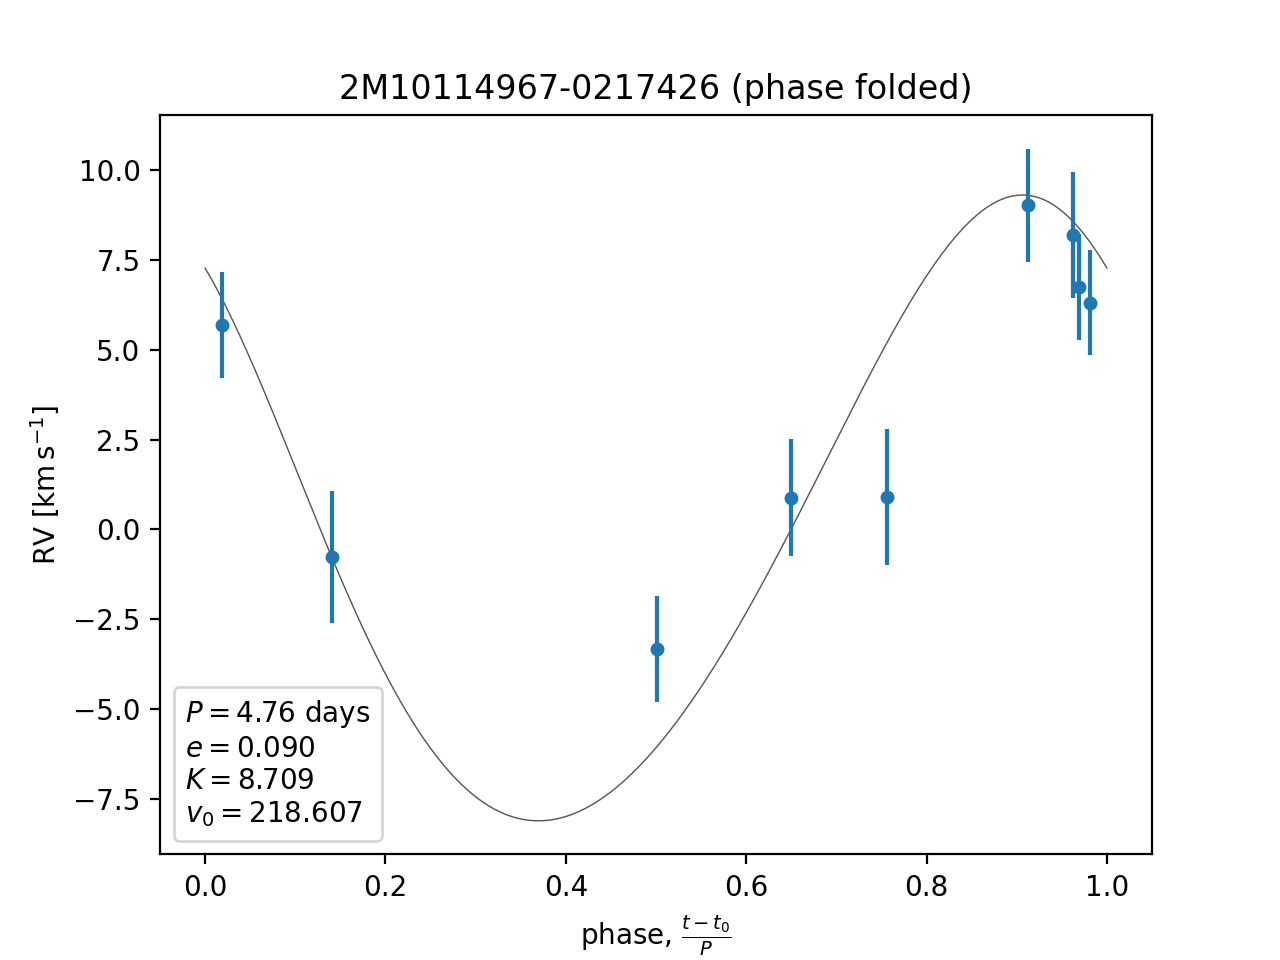 2M10114967-0217426 (phase folded)
RV [km s⁻¹]
10.0
7.5
5.0
2.5
0.0
−2.5
−5.0
−7.5
P = 4.76 days
e = 0.090
K = 8.709
v₀ = 218.607
0.0 0.2 0.4 0.6 0.8 1.0
phase, (t − t₀)/P